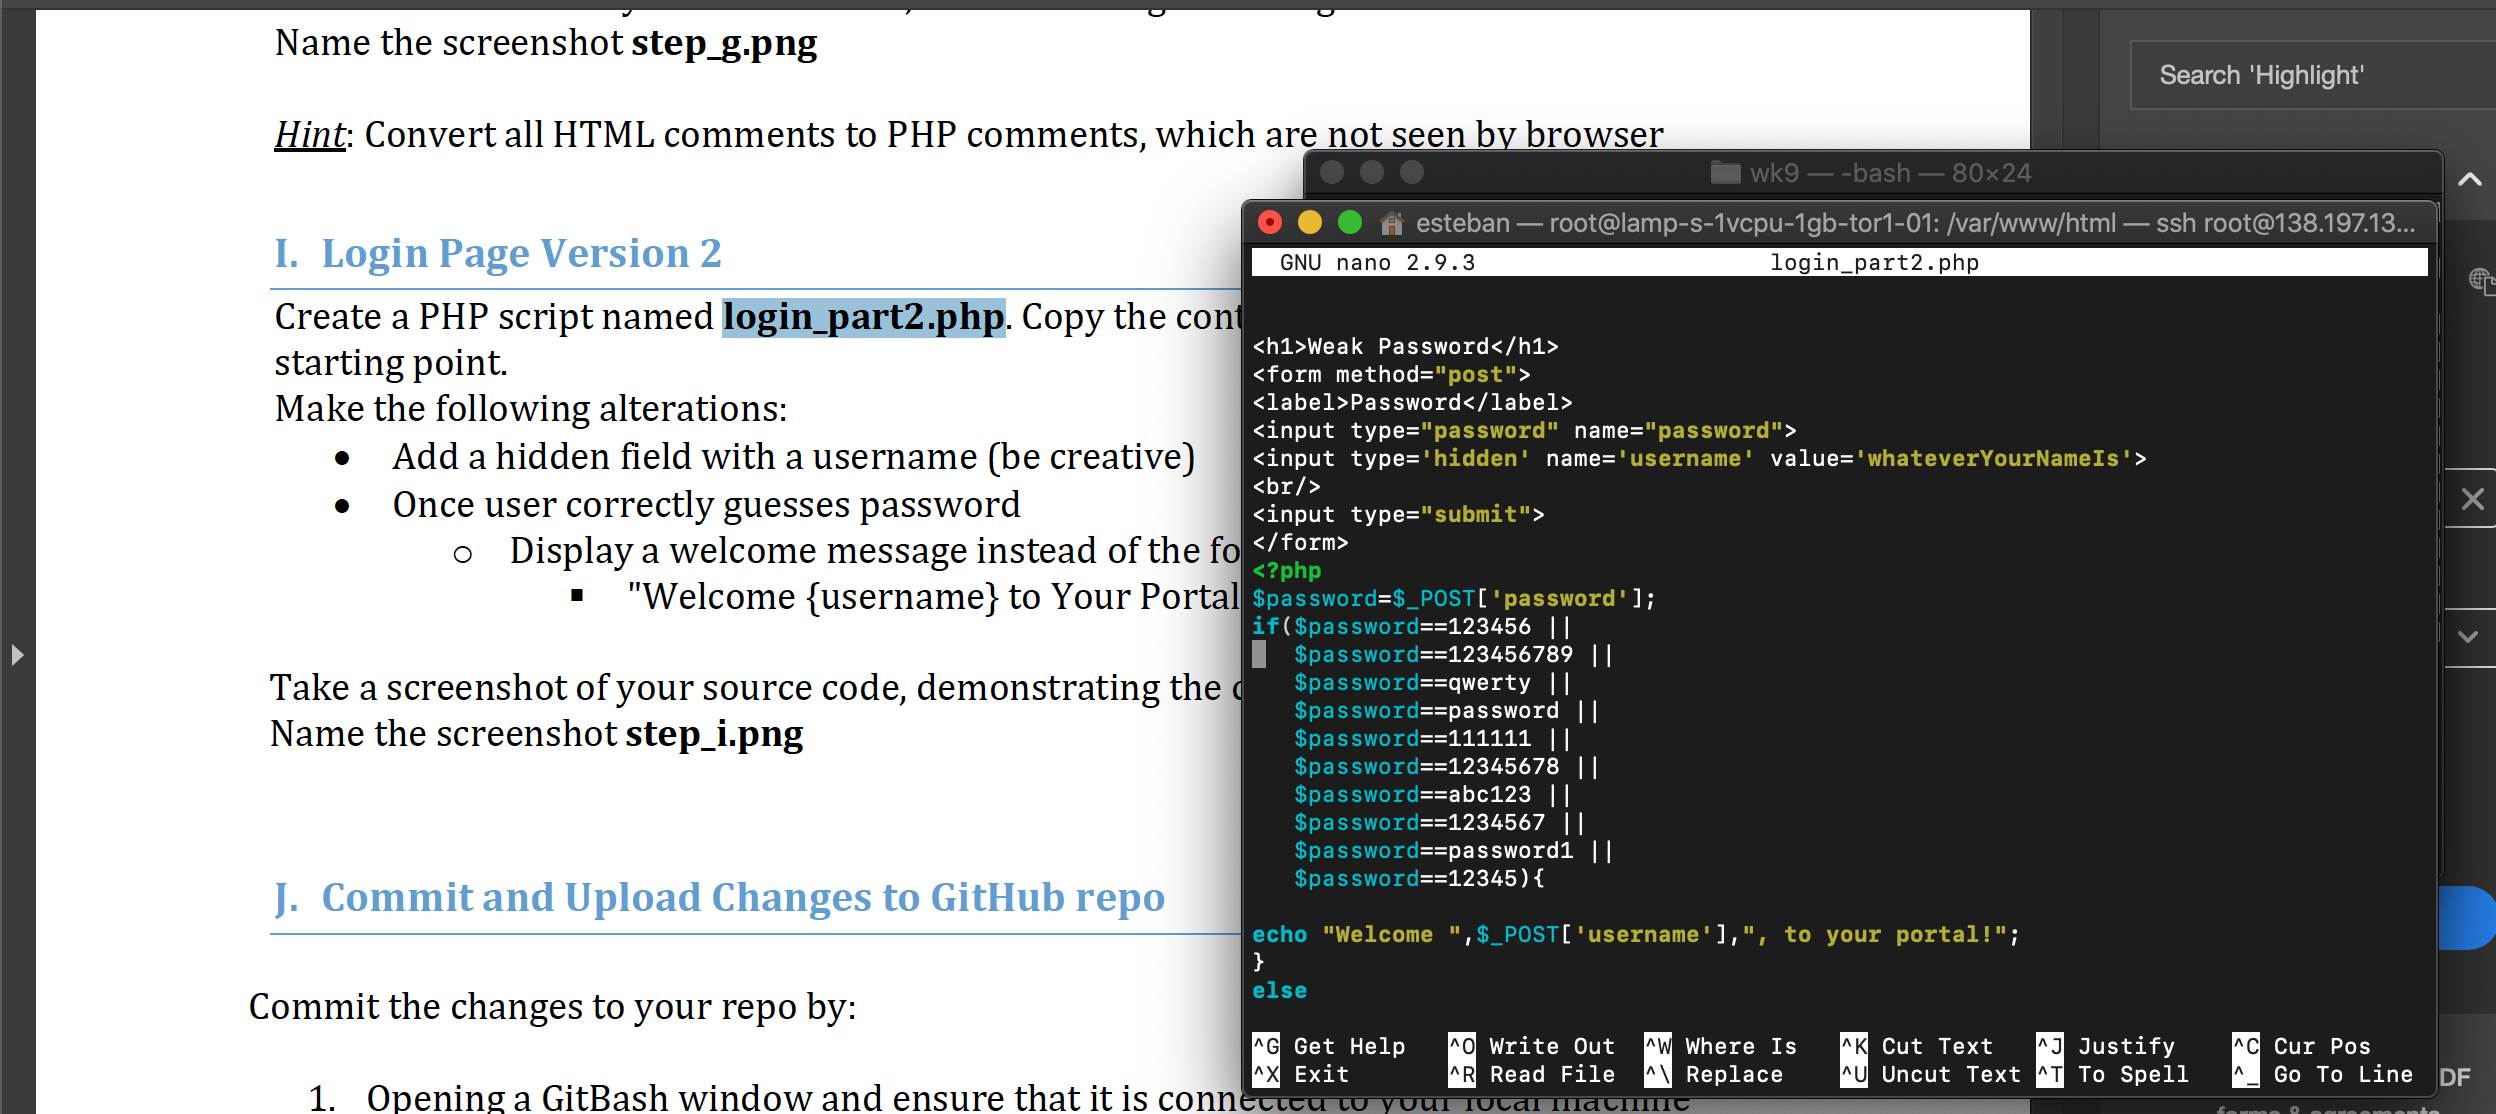 Name the screenshot step_g.png
Hint: Convert all HTML comments to PHP comments, which are not seen by browser
I. Login Page Version 2
Create a PHP script named login_part2.php. Copy the cont
starting point.
Make the following alterations:
• Add a hidden field with a username (be creative)
• Once user correctly guesses password
o Display a welcome message instead of the fo
▪ "Welcome {username} to Your Portal
Take a screenshot of your source code, demonstrating the c
Name the screenshot step_i.png
J. Commit and Upload Changes to GitHub repo
Commit the changes to your repo by:
1. Opening a GitBash window and ensure that it is connected to your local machine
Search 'Highlight'
wk9 — -bash — 80×24
esteban — root@lamp-s-1vcpu-1gb-tor1-01: /var/www/html — ssh root@138.197.13...
GNU nano 2.9.3 login_part2.php
<h1>Weak Password</h1>
<form method="post">
<label>Password</label>
<input type="password" name="password">
<input type='hidden' name='username' value='whateverYourNameIs'>
<br/>
<input type="submit">
</form>
<?php
$password=$_POST['password'];
if($password==123456 ||
$password==123456789 ||
$password==qwerty ||
$password==password ||
$password==111111 ||
$password==12345678 ||
$password==abc123 ||
$password==1234567 ||
$password==password1 ||
$password==12345){
echo "Welcome ",$_POST['username'],", to your portal!";
}
else
^G Get Help ^O Write Out ^W Where Is ^K Cut Text ^J Justify ^C Cur Pos
^X Exit ^R Read File ^\ Replace ^U Uncut Text ^T To Spell ^_ Go To Line
DF